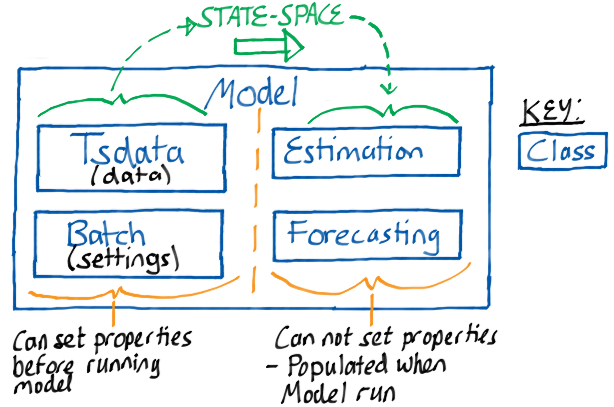 STATE-SPACE
Model
Tsdata
(data)
Estimation
Batch
(settings)
Forecasting
KEY:
Class
Can set properties
before running
model
Can not set properties
- Populated when
Model run